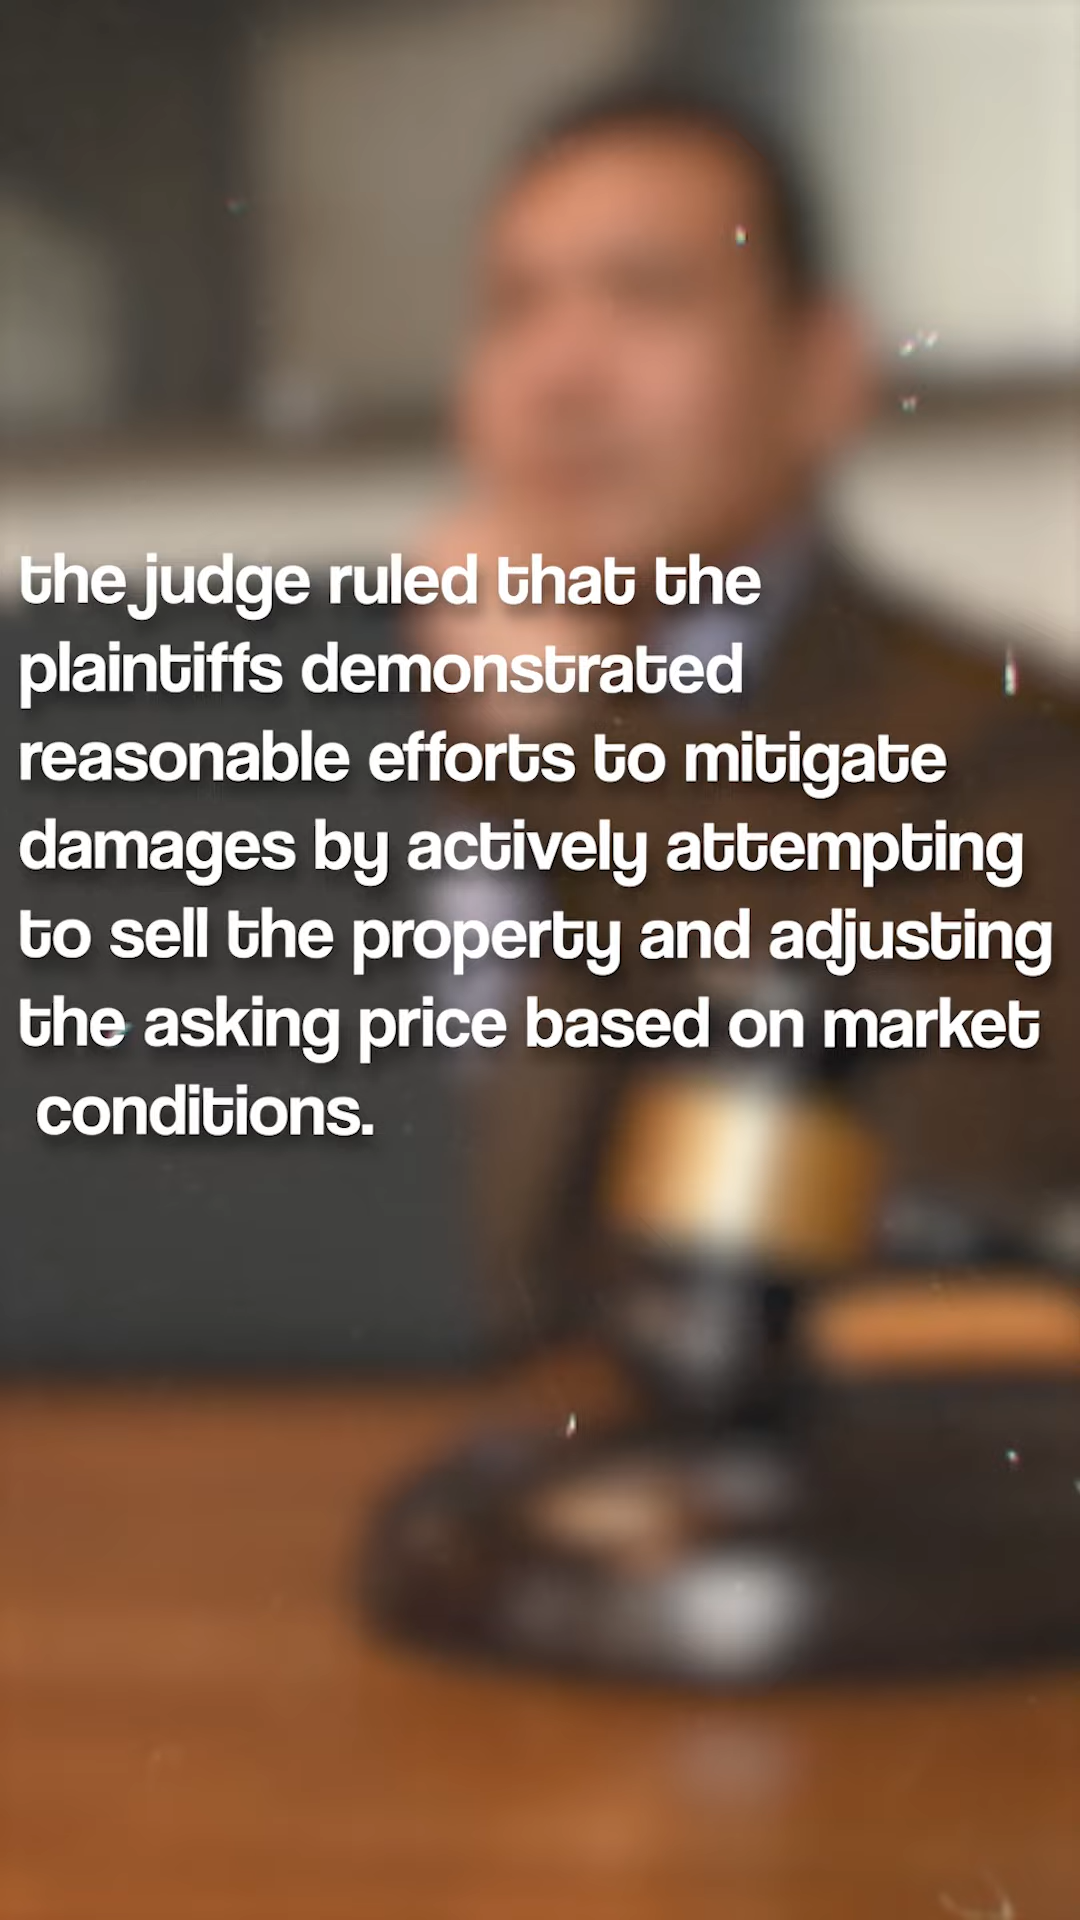 the judge ruled that the
plaintiffs demonstrated
reasonable efforts to mitigate
damages by actively attempting
to sell the property and adjusting
the asking price based on market
conditions.